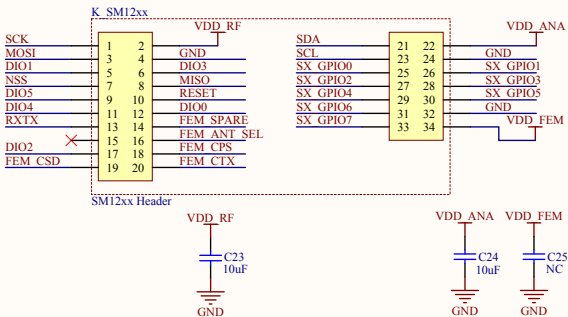 K_SM12xx
VDD_RF
VDD_ANA
SCK 1 2 SDA 21 22
MOSI 3 4 GND SCL 23 24 GND
DIO1 5 6 DIO3 SX_GPIO0 25 26 SX_GPIO1
NSS 7 8 MISO SX_GPIO2 27 28 SX_GPIO3
DIO5 9 10 RESET SX_GPIO4 29 30 SX_GPIO5
DIO4 11 12 DIO0 SX_GPIO6 31 32 GND
RXTX 13 14 FEM_SPARE SX_GPIO7 33 34 VDD_FEM
15 16 FEM_ANT_SEL
DIO2 17 18 FEM_CPS
FEM_CSD 19 20 FEM_CTX
SM12xx Header
VDD_RF
C23
10uF
GND
VDD_ANA
C24
10uF
GND
VDD_FEM
C25
NC
GND